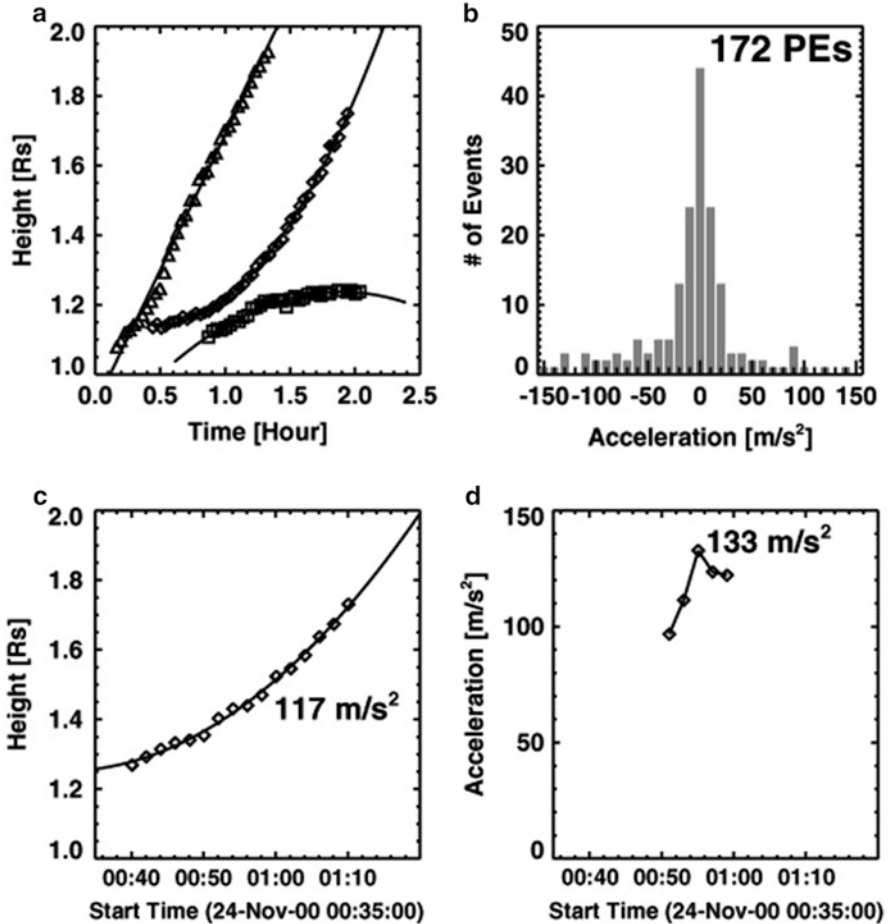 a
2.0
1.8
1.6
1.4
1.2
1.0
Height [Rs]
0.0 0.5 1.0 1.5 2.0 2.5
Time [Hour]
b
172 PEs
50
40
30
20
10
0
# of Events
-150 -100 -50 0 50 100 150
Acceleration [m/s²]
c
2.0
1.8
1.6
1.4
1.2
1.0
Height [Rs]
117 m/s²
00:40 00:50 01:00 01:10
Start Time (24-Nov-00 00:35:00)
d
150
100
50
0
Acceleration [m/s²]
133 m/s²
00:40 00:50 01:00 01:10
Start Time (24-Nov-00 00:35:00)